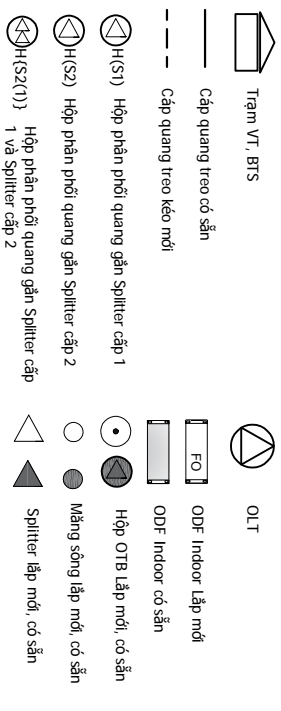 Trạm VT, BTS
Cáp quang treo có sẵn
Cáp quang treo kéo mới
H(S1) Hộp phân phối quang gắn Splitter cấp 1
H(S2) Hộp phân phối quang gắn Splitter cấp 2
H{S2(1)} Hộp phân phối quang gắn Splitter cấp
1 và Splitter cấp 2
OLT
FO ODF Indoor Lắp mới
ODF Indoor có sẵn
Hộp OTB Lắp mới, có sẵn
Măng sông lắp mới, có sẵn
Splitter lắp mới, có sẵn